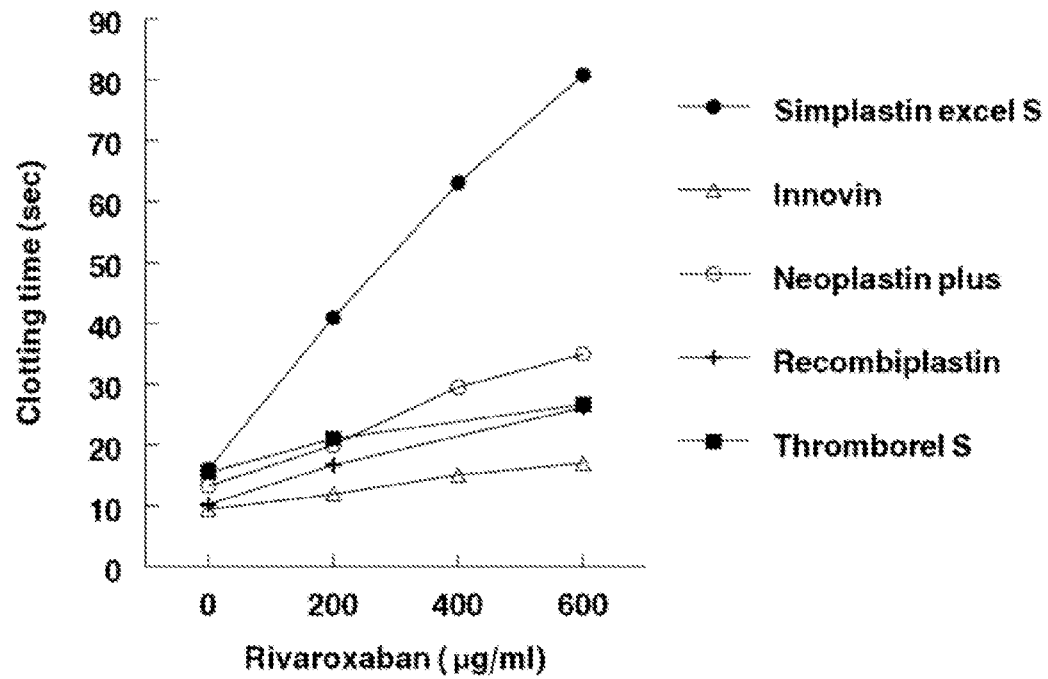 90
80
70
60
50
40
30
20
10
0
Clotting time (sec)
0 200 400 600
Rivaroxaban (μg/ml)
Simplastin excel S
Innovin
Neoplastin plus
Recombiplastin
Thromborel S